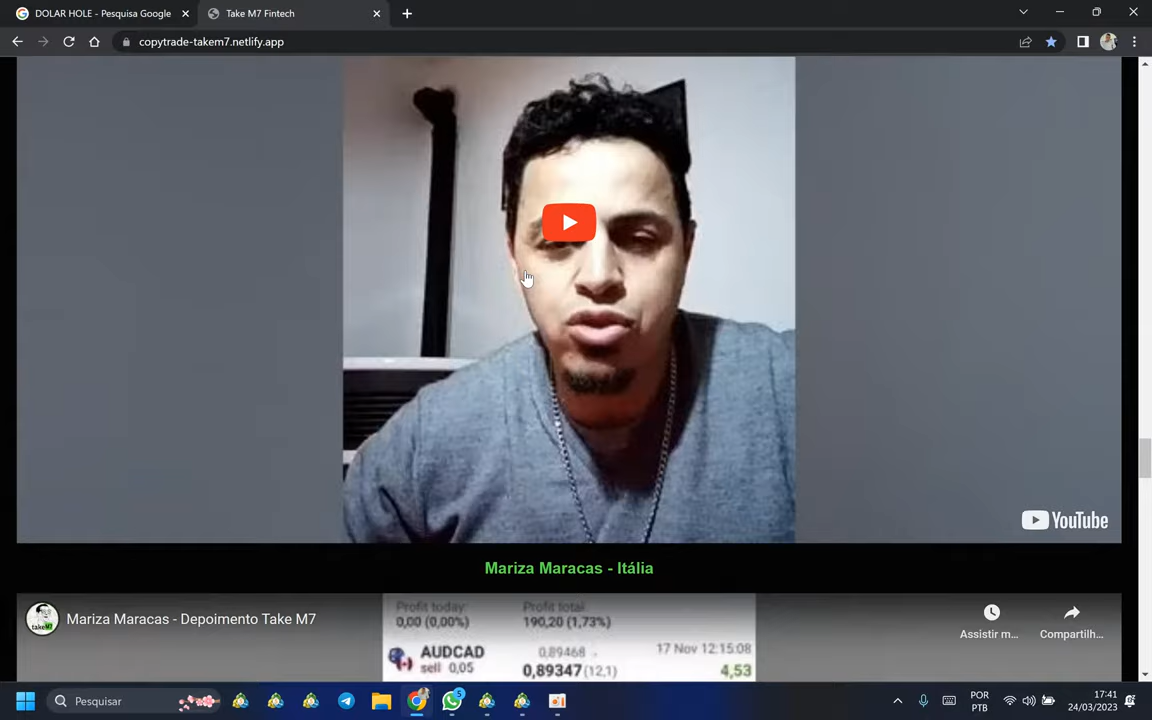 DOLAR HOLE - Pesquisa Google
Take M7 Fintech
copytrade-takem7.netlify.app
YouTube
Mariza Maracas - Itália
takeM7
Mariza Maracas - Depoimento Take M7
Assistir m...
Compartilh...
Profit today:
Profit total:
0,00 (0,00%)
190,20 (1,73%)
AUDCAD
0,89468
17 Nov 12:15:08
sell 0,05
0,89347 (12,1)
4,53
Pesquisar
5
POR
PTB
17:41
24/03/2023